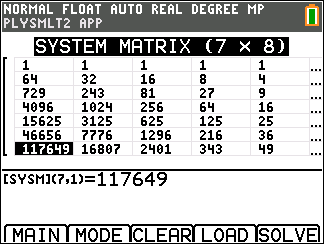 NORMAL FLOAT AUTO REAL DEGREE MP
PLYSMLT2 APP
SYSTEM MATRIX (7 × 8)
1 1 1 1 1 ...
64 32 16 8 4 ...
729 243 81 27 9 ...
4096 1024 256 64 16 ...
15625 3125 625 125 25 ...
46656 7776 1296 216 36 ...
117649 16807 2401 343 49 ...
[SYSM](7,1)=117649
MAIN MODE CLEAR LOAD SOLVE